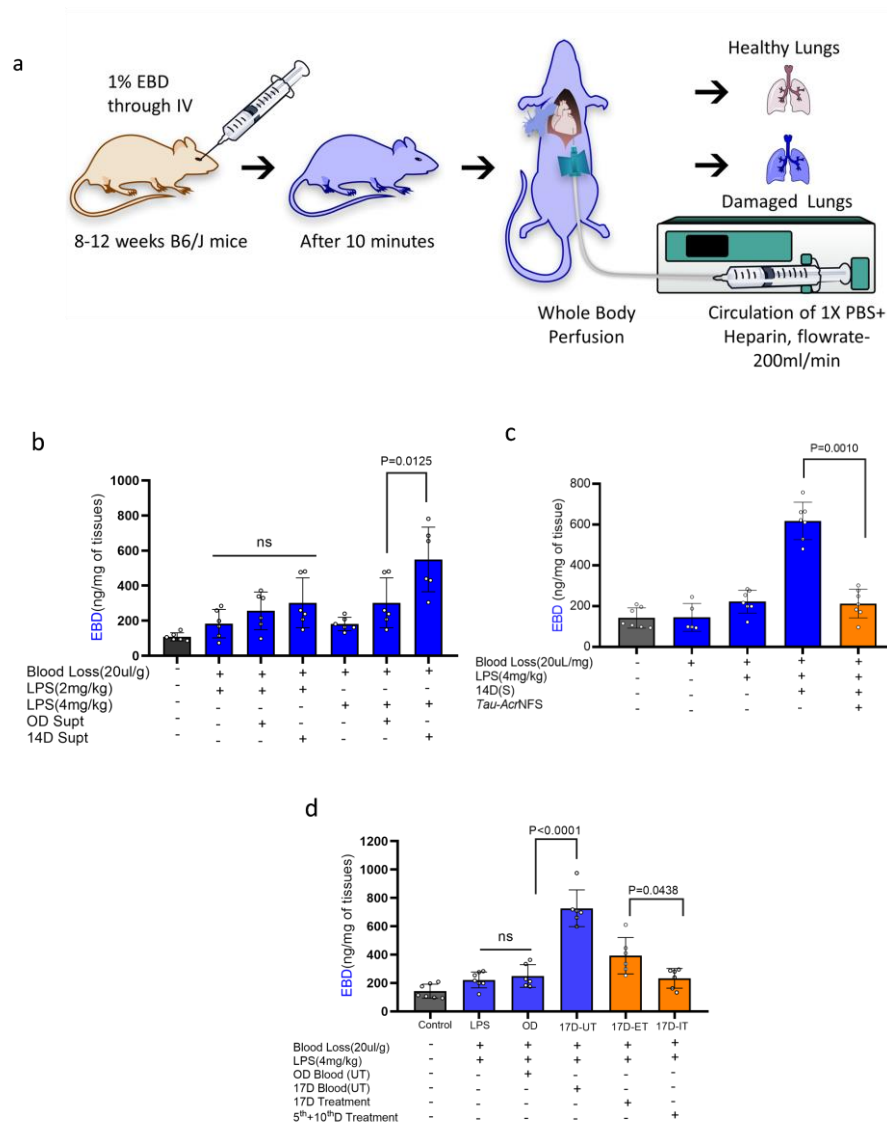 a
1% EBD
through IV
8-12 weeks B6/J mice
After 10 minutes
Whole Body
Perfusion
Healthy Lungs
Damaged Lungs
Circulation of 1X PBS+
Heparin, flowrate-
200ml/min
b
P=0.0125
ns
EBD(ng/mg of tissues)
1000
800
600
400
200
0
Blood Loss(20ul/g) - + + + + + +
LPS(2mg/kg) - + + + - - -
LPS(4mg/kg) - - - - + + +
OD Supt - - + - - + -
14D Supt - - - + - - +
c
P=0.0010
EBD (ng/mg of tissue)
800
600
400
200
0
Blood Loss(20uL/mg) - + + + +
LPS(4mg/kg) - - + + +
14D(S) - - - + +
Tau-AcrNFS - - - - +
d
P<0.0001
P=0.0438
ns
EBD(ng/mg of tissues)
1200
1000
800
600
400
200
0
Control LPS OD 17D-UT 17D-ET 17D-IT
Blood Loss(20ul/g) - + + + + +
LPS(4mg/kg) - + + + + +
OD Blood (UT) - - + - - -
17D Blood(UT) - - - + - -
17D Treatment - - - - + -
5th+10thD Treatment - - - - - +